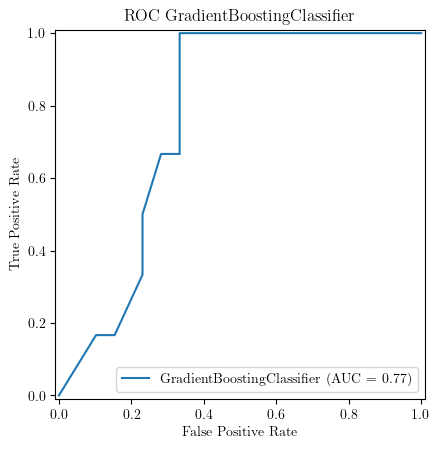 ROC GradientBoostingClassifier
1.0
0.8
0.6
0.4
0.2
0.0
True Positive Rate
GradientBoostingClassifier (AUC = 0.77)
0.0 0.2 0.4 0.6 0.8 1.0
False Positive Rate